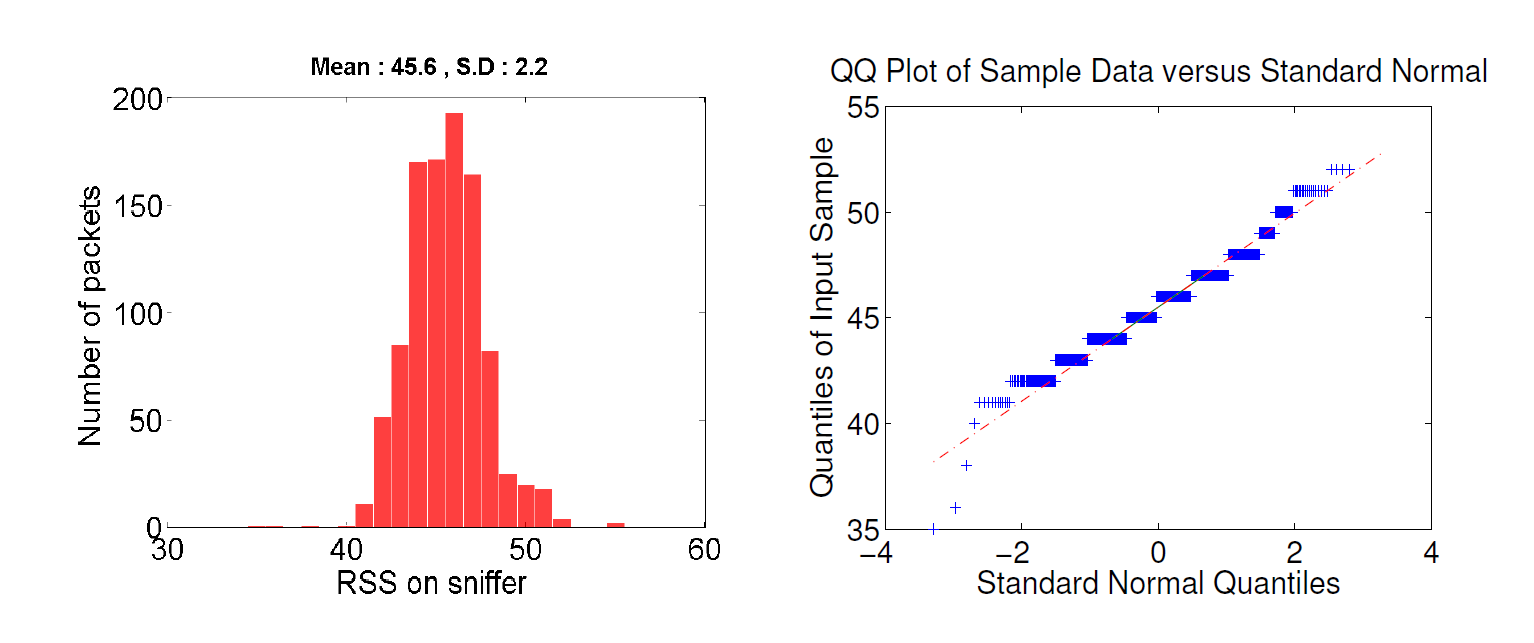 Mean : 45.6 , S.D : 2.2
200
150
100
50
0
30 40 50 60
Number of packets
RSS on sniffer
QQ Plot of Sample Data versus Standard Normal
55
50
45
40
35
−4 −2 0 2 4
Quantiles of Input Sample
Standard Normal Quantiles